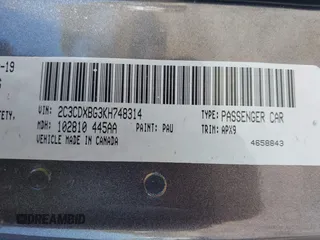 -19
ETY.
VIN: 2C3CDXBG3KH748314
TYPE: PASSENGER CAR
MDH: 102810 445AA
PAINT: PAU
TRIM: APX9
VEHICLE MADE IN CANADA
4658843
DREAMBID